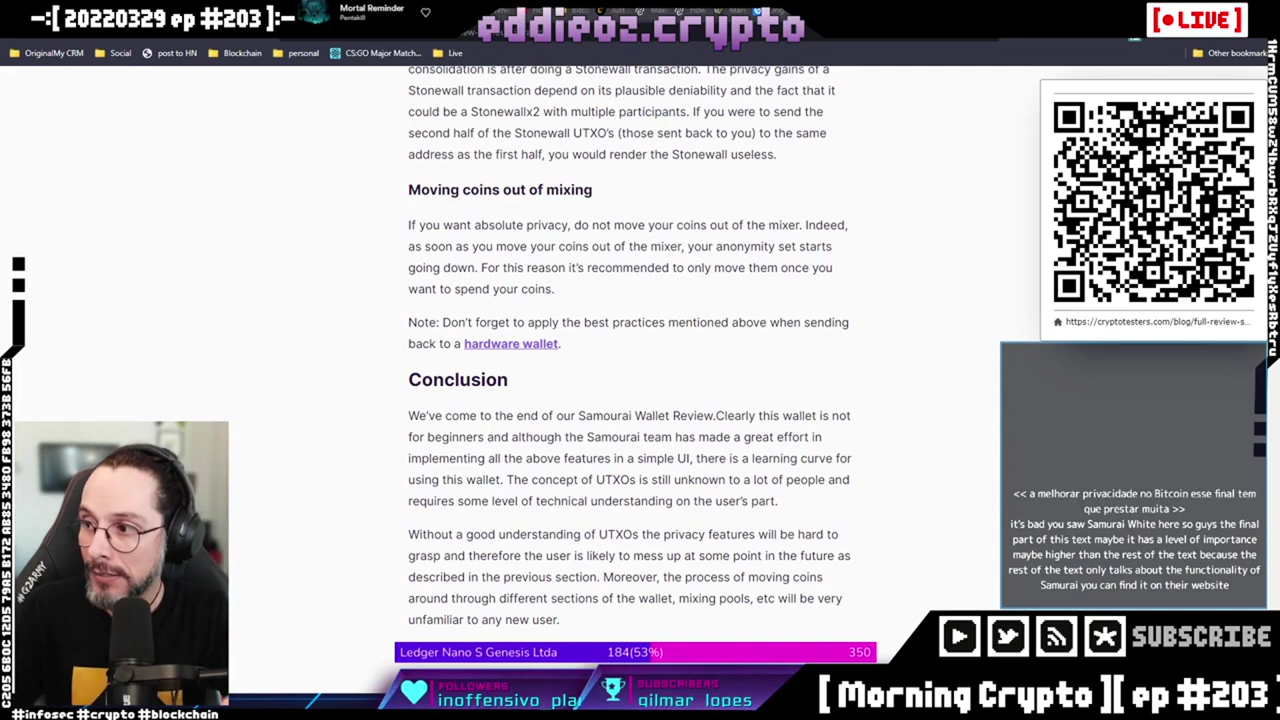 -:[ 20220329 ep #203 ]:-
Mortal Reminder
Pentakill
eddieoz.crypto
[ • LIVE ]
OriginalMy CRM
Social
post to HN
Blockchain
personal
CS:GO Major Match...
Live
Other bookmark
consolidation is after doing a Stonewall transaction. The privacy gains of a
Stonewall transaction depend on its plausible deniability and the fact that it
could be a Stonewallx2 with multiple participants. If you were to send the
second half of the Stonewall UTXO's (those sent back to you) to the same
address as the first half, you would render the Stonewall useless.
Moving coins out of mixing
If you want absolute privacy, do not move your coins out of the mixer. Indeed,
as soon as you move your coins out of the mixer, your anonymity set starts
going down. For this reason it's recommended to only move them once you
want to spend your coins.
Note: Don't forget to apply the best practices mentioned above when sending
back to a hardware wallet.
Conclusion
We've come to the end of our Samourai Wallet Review.Clearly this wallet is not
for beginners and although the Samourai team has made a great effort in
implementing all the above features in a simple UI, there is a learning curve for
using this wallet. The concept of UTXOs is still unknown to a lot of people and
requires some level of technical understanding on the user's part.
Without a good understanding of UTXOs the privacy features will be hard to
grasp and therefore the user is likely to mess up at some point in the future as
described in the previous section. Moreover, the process of moving coins
around through different sections of the wallet, mixing pools, etc will be very
unfamiliar to any new user.
https://cryptotesters.com/blog/full-review-s...
<< a melhorar privacidade no Bitcoin esse final tem
que prestar muita >>
it's bad you saw Samurai White here so guys the final
part of this text maybe it has a level of importance
maybe higher than the rest of the text because the
rest of the text only talks about the functionality of
Samurai you can find it on their website
Ledger Nano S Genesis Ltda 184(53%) 350
FOLLOWERS
inoffensivo_pla
SUBSCRIBERS
gilmar_lopes
SUBSCRIBE
[ Morning Crypto ][ ep #203 ]
#infosec #crypto #blockchain